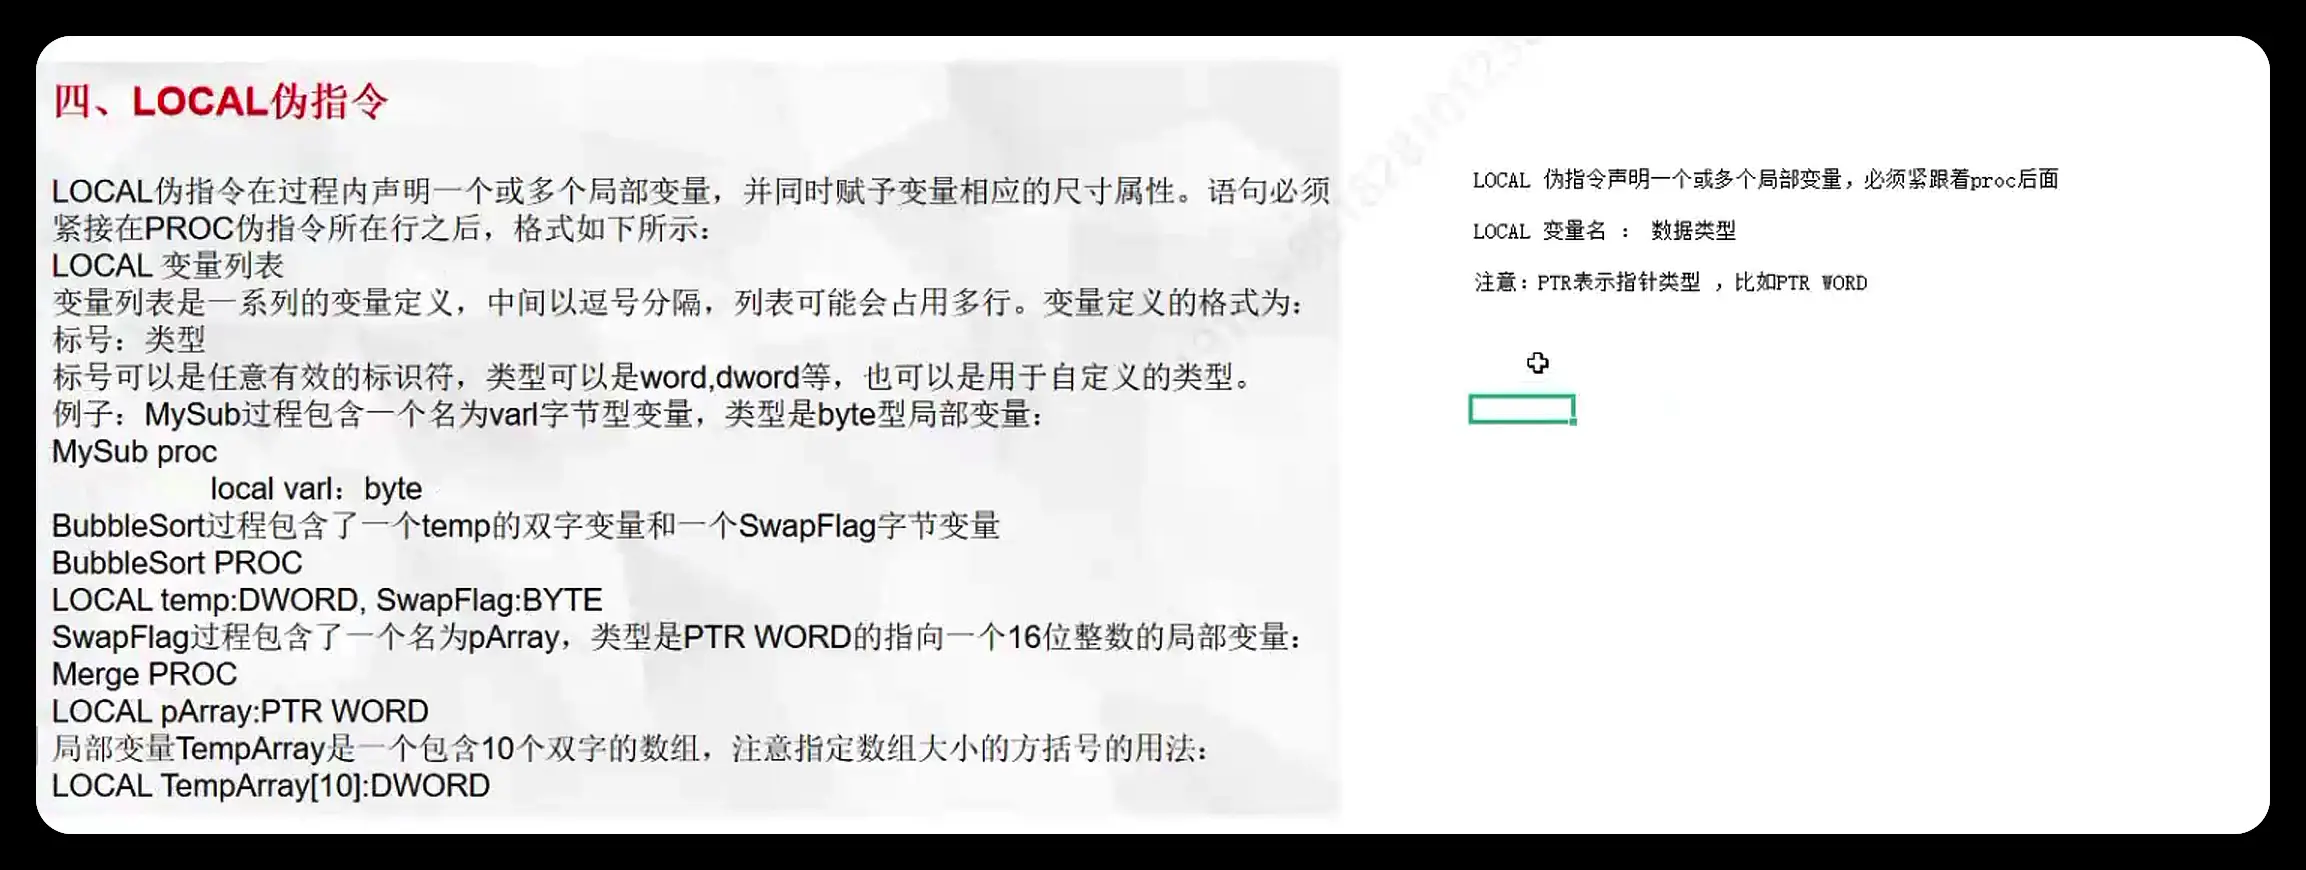 四、LOCAL伪指令
LOCAL伪指令在过程内声明一个或多个局部变量，并同时赋予变量相应的尺寸属性。语句必须
紧接在PROC伪指令所在行之后，格式如下所示：
LOCAL 变量列表
变量列表是一系列的变量定义，中间以逗号分隔，列表可能会占用多行。变量定义的格式为：
标号：类型
标号可以是任意有效的标识符，类型可以是word,dword等，也可以是用于自定义的类型。
例子：MySub过程包含一个名为varl字节型变量，类型是byte型局部变量：
MySub proc
local varl：byte
BubbleSort过程包含了一个temp的双字变量和一个SwapFlag字节变量
BubbleSort PROC
LOCAL temp:DWORD, SwapFlag:BYTE
SwapFlag过程包含了一个名为pArray，类型是PTR WORD的指向一个16位整数的局部变量：
Merge PROC
LOCAL pArray:PTR WORD
局部变量TempArray是一个包含10个双字的数组，注意指定数组大小的方括号的用法：
LOCAL TempArray[10]:DWORD
LOCAL 伪指令声明一个或多个局部变量，必须紧跟着proc后面
LOCAL 变量名 ： 数据类型
注意：PTR表示指针类型 ，比如PTR WORD